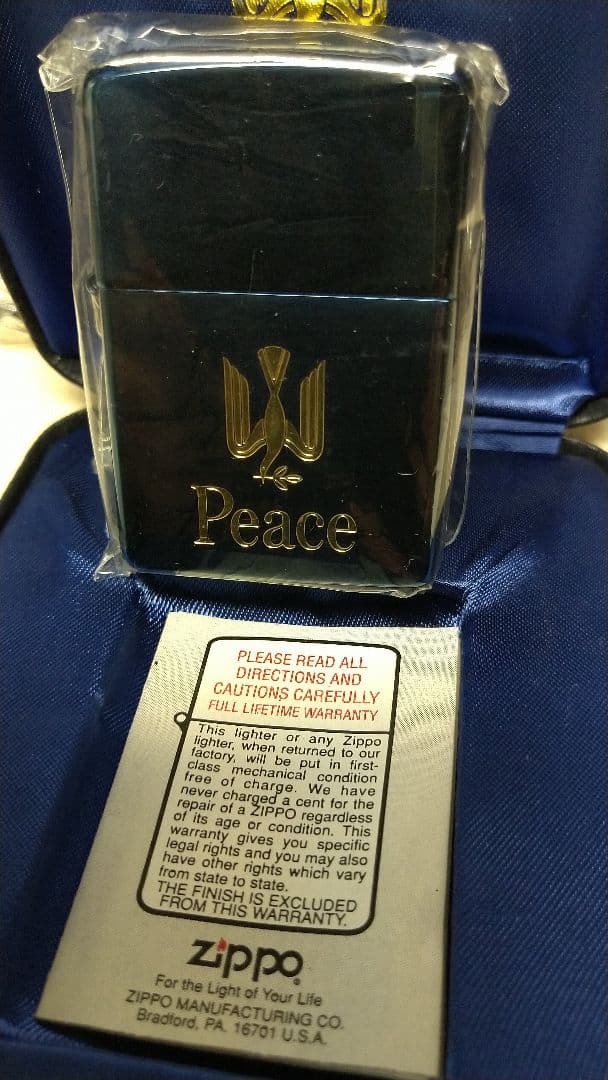 Peace
PLEASE READ ALL
DIRECTIONS AND
CAUTIONS CAREFULLY
FULL LIFETIME WARRANTY
This lighter or any Zippo
lighter, when returned to our
factory, will be put in first-
class mechanical condition
free of charge. We have
never charged a cent for the
repair of a ZIPPO regardless
of its age or condition. This
warranty gives you specific
legal rights and you may also
have other rights which vary
from state to state.
THE FINISH IS EXCLUDED
FROM THIS WARRANTY.
zippo
For the Light of Your Life
ZIPPO MANUFACTURING CO.
Bradford, PA. 16701 U.S.A.